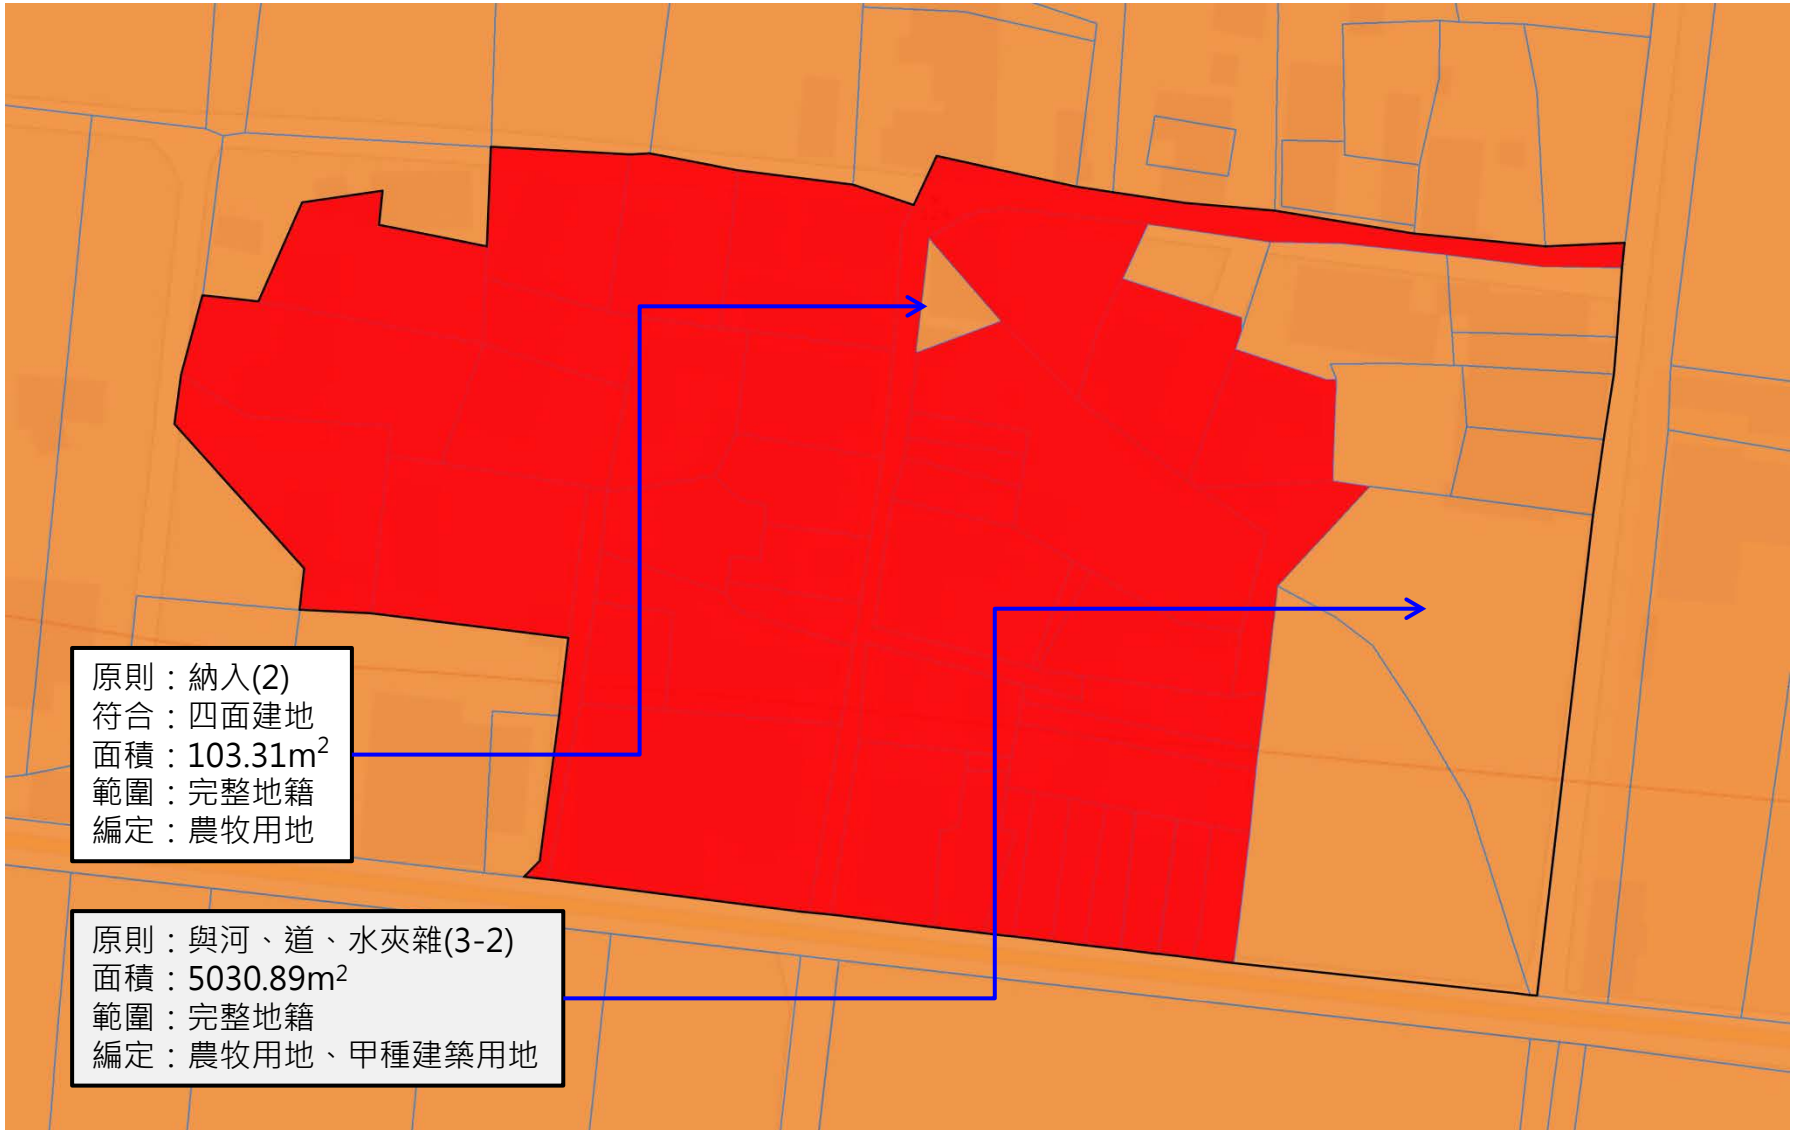 原則：納入(2)
符合：四面建地
面積：103.31m²
範圍：完整地籍
編定：農牧用地
原則：與河、道、水夾雜(3-2)
面積：5030.89m²
範圍：完整地籍
編定：農牧用地、甲種建築用地